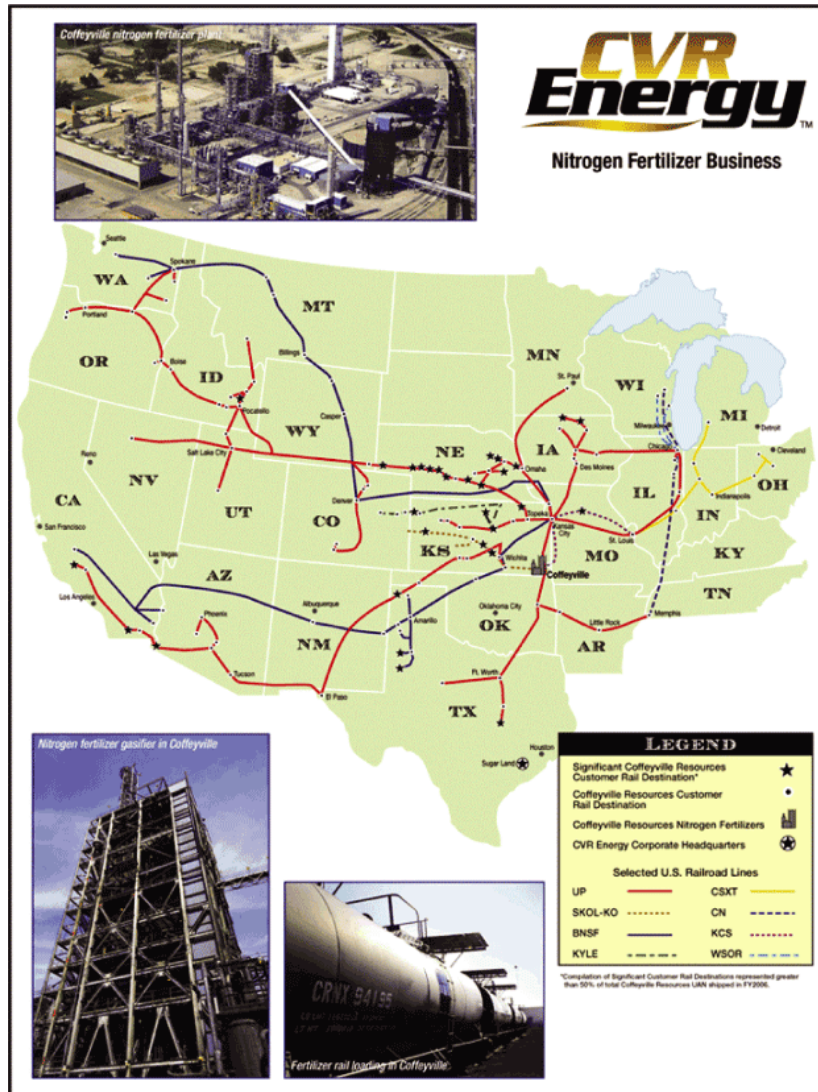 Coffeyville nitrogen fertilizer plant
CVR
Energy™
Nitrogen Fertilizer Business
Seattle
WA
Spokane
MT
Portland
OR
Boise
ID
Billings
Pocatello
WY
Casper
MN
St. Paul
WI
Milwaukee
MI
Detroit
Chicago
Cleveland
NE
IA
Omaha
Des Moines
Salt Lake City
Reno
NV
UT
CA
San Francisco
Denver
CO
Topeka
Kansas
City
IL
IN
Indianapolis
OH
KS
MO
St. Louis
KY
Las Vegas
Wichita
Coffeyville
TN
Los Angeles
AZ
Albuquerque
Amarillo
Oklahoma City
OK
Little Rock
Memphis
AR
Phoenix
NM
Tucson
El Paso
Ft. Worth
TX
Houston
Sugar Land
Nitrogen fertilizer gasifier in Coffeyville
LEGEND
Significant Coffeyville Resources
Customer Rail Destination*
Coffeyville Resources Customer
Rail Destination
Coffeyville Resources Nitrogen Fertilizers
CVR Energy Corporate Headquarters
Selected U.S. Railroad Lines
UP
CSXT
SKOL-KO
CN
BNSF
KCS
KYLE
WSOR
*Compilation of Significant Customer Rail Destinations represented greater
than 50% of total Coffeyville Resources UAN shipped in FY2006.
CRNX 94195
Fertilizer rail loading in Coffeyville